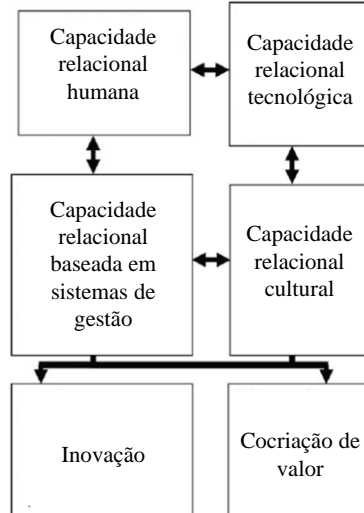 Capacidade
relacional
humana
Capacidade
relacional
tecnológica
Capacidade
relacional
baseada em
sistemas de
gestão
Capacidade
relacional
cultural
Inovação
Cocriação de
valor